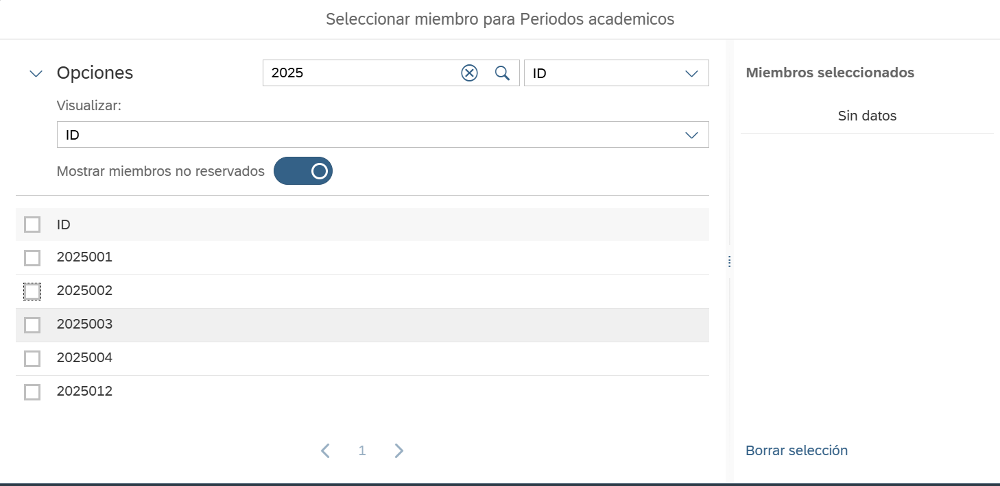 Seleccionar miembro para Periodos academicos
Opciones
2025
ID
Visualizar:
ID
Mostrar miembros no reservados
ID
2025001
2025002
2025003
2025004
2025012
1
Miembros seleccionados
Sin datos
Borrar selección